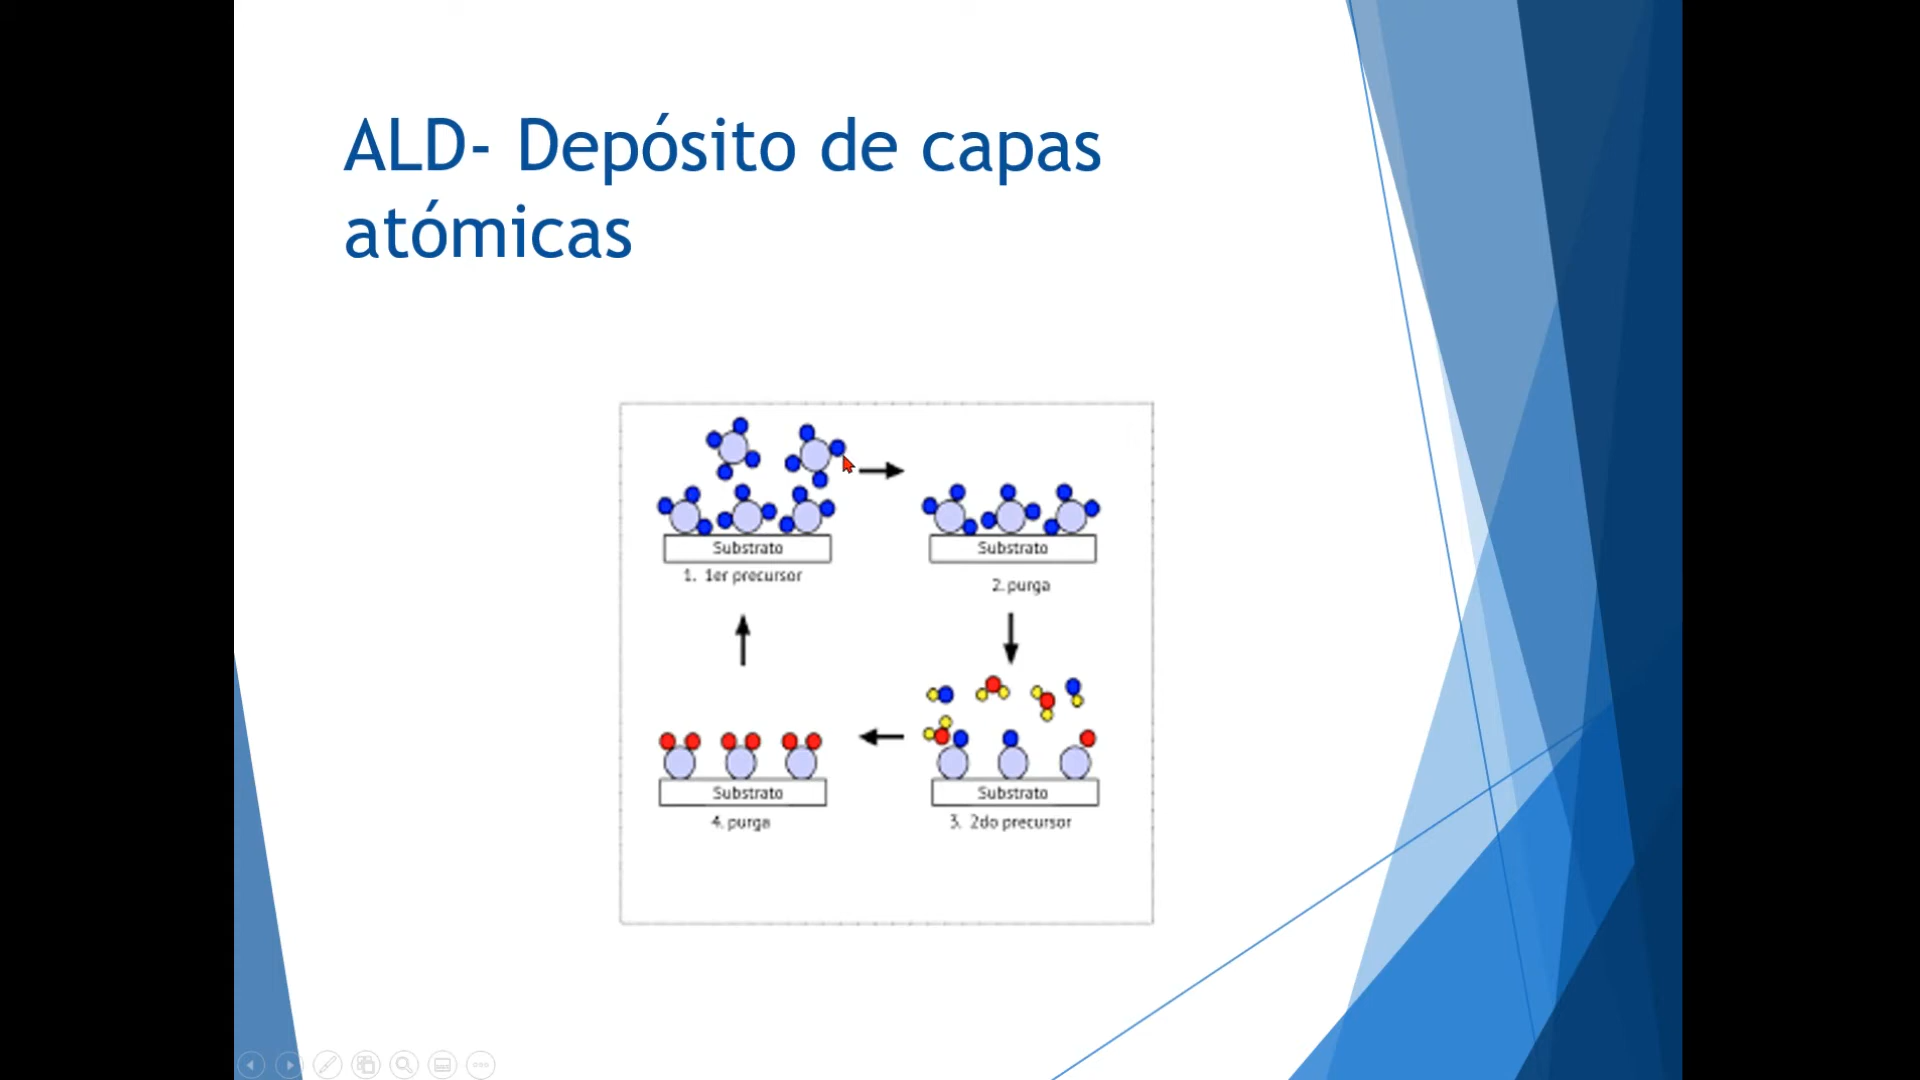 ALD- Depósito de capas
atómicas
Substrato
1. 1er precursor
Substrato
2. purga
Substrato
4. purga
Substrato
3. 2do precursor